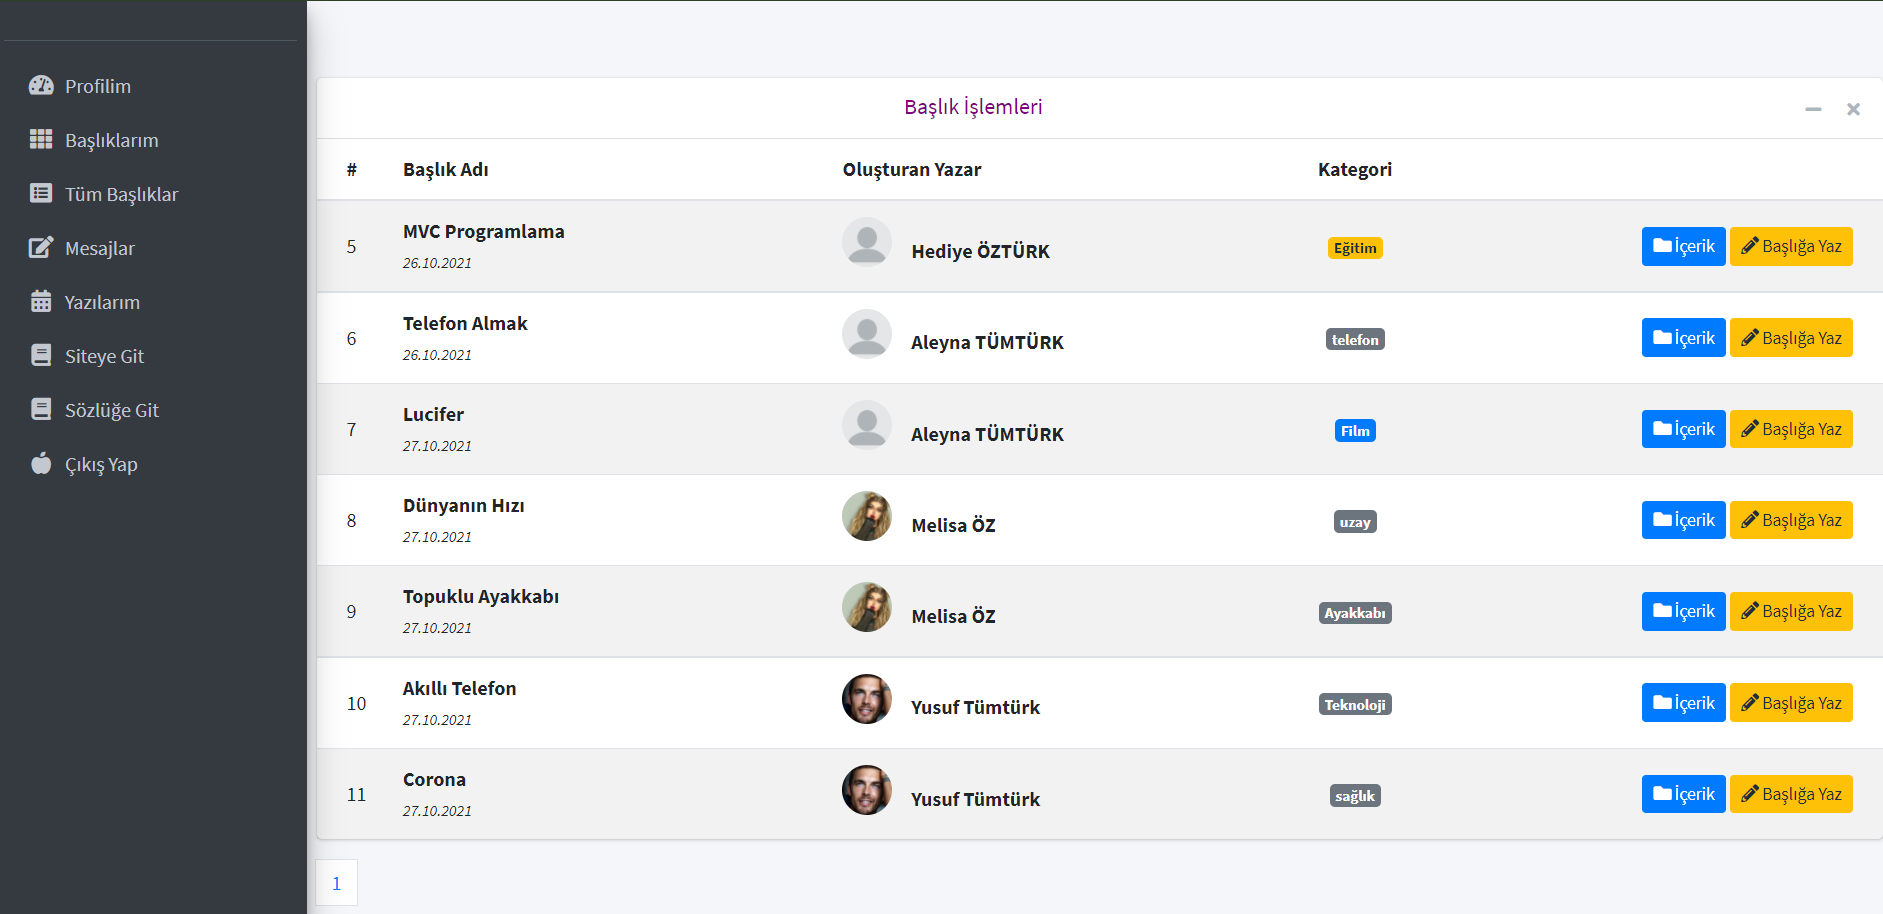 Profilim
Başlıklarım
Tüm Başlıklar
Mesajlar
Yazılarım
Siteye Git
Sözlüğe Git
Çıkış Yap
Başlık İşlemleri
# Başlık Adı Oluşturan Yazar Kategori
5 MVC Programlama 26.10.2021 Hediye ÖZTÜRK Eğitim İçerik Başlığa Yaz
6 Telefon Almak 26.10.2021 Aleyna TÜMTÜRK telefon İçerik Başlığa Yaz
7 Lucifer 27.10.2021 Aleyna TÜMTÜRK Film İçerik Başlığa Yaz
8 Dünyanın Hızı 27.10.2021 Melisa ÖZ uzay İçerik Başlığa Yaz
9 Topuklu Ayakkabı 27.10.2021 Melisa ÖZ Ayakkabı İçerik Başlığa Yaz
10 Akıllı Telefon 27.10.2021 Yusuf Tümtürk Teknoloji İçerik Başlığa Yaz
11 Corona 27.10.2021 Yusuf Tümtürk sağlık İçerik Başlığa Yaz
1